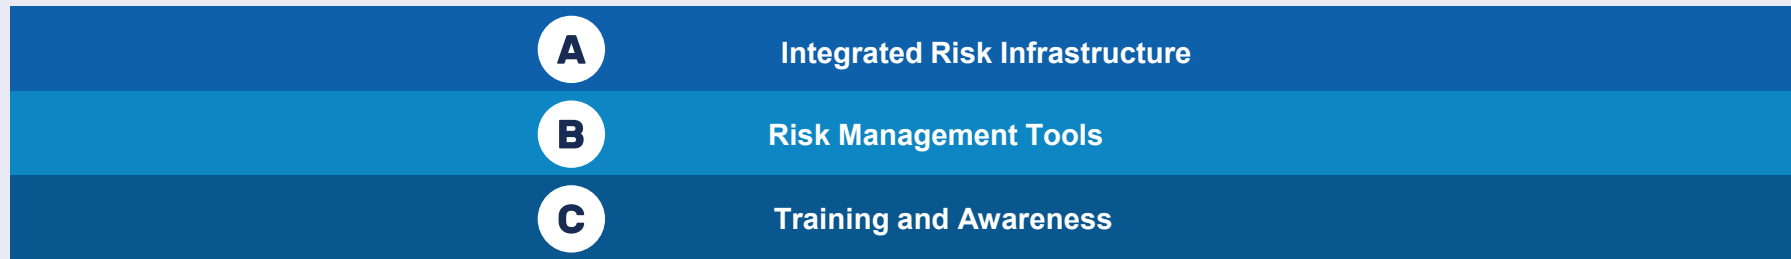 A Integrated Risk Infrastructure
B Risk Management Tools
C Training and Awareness